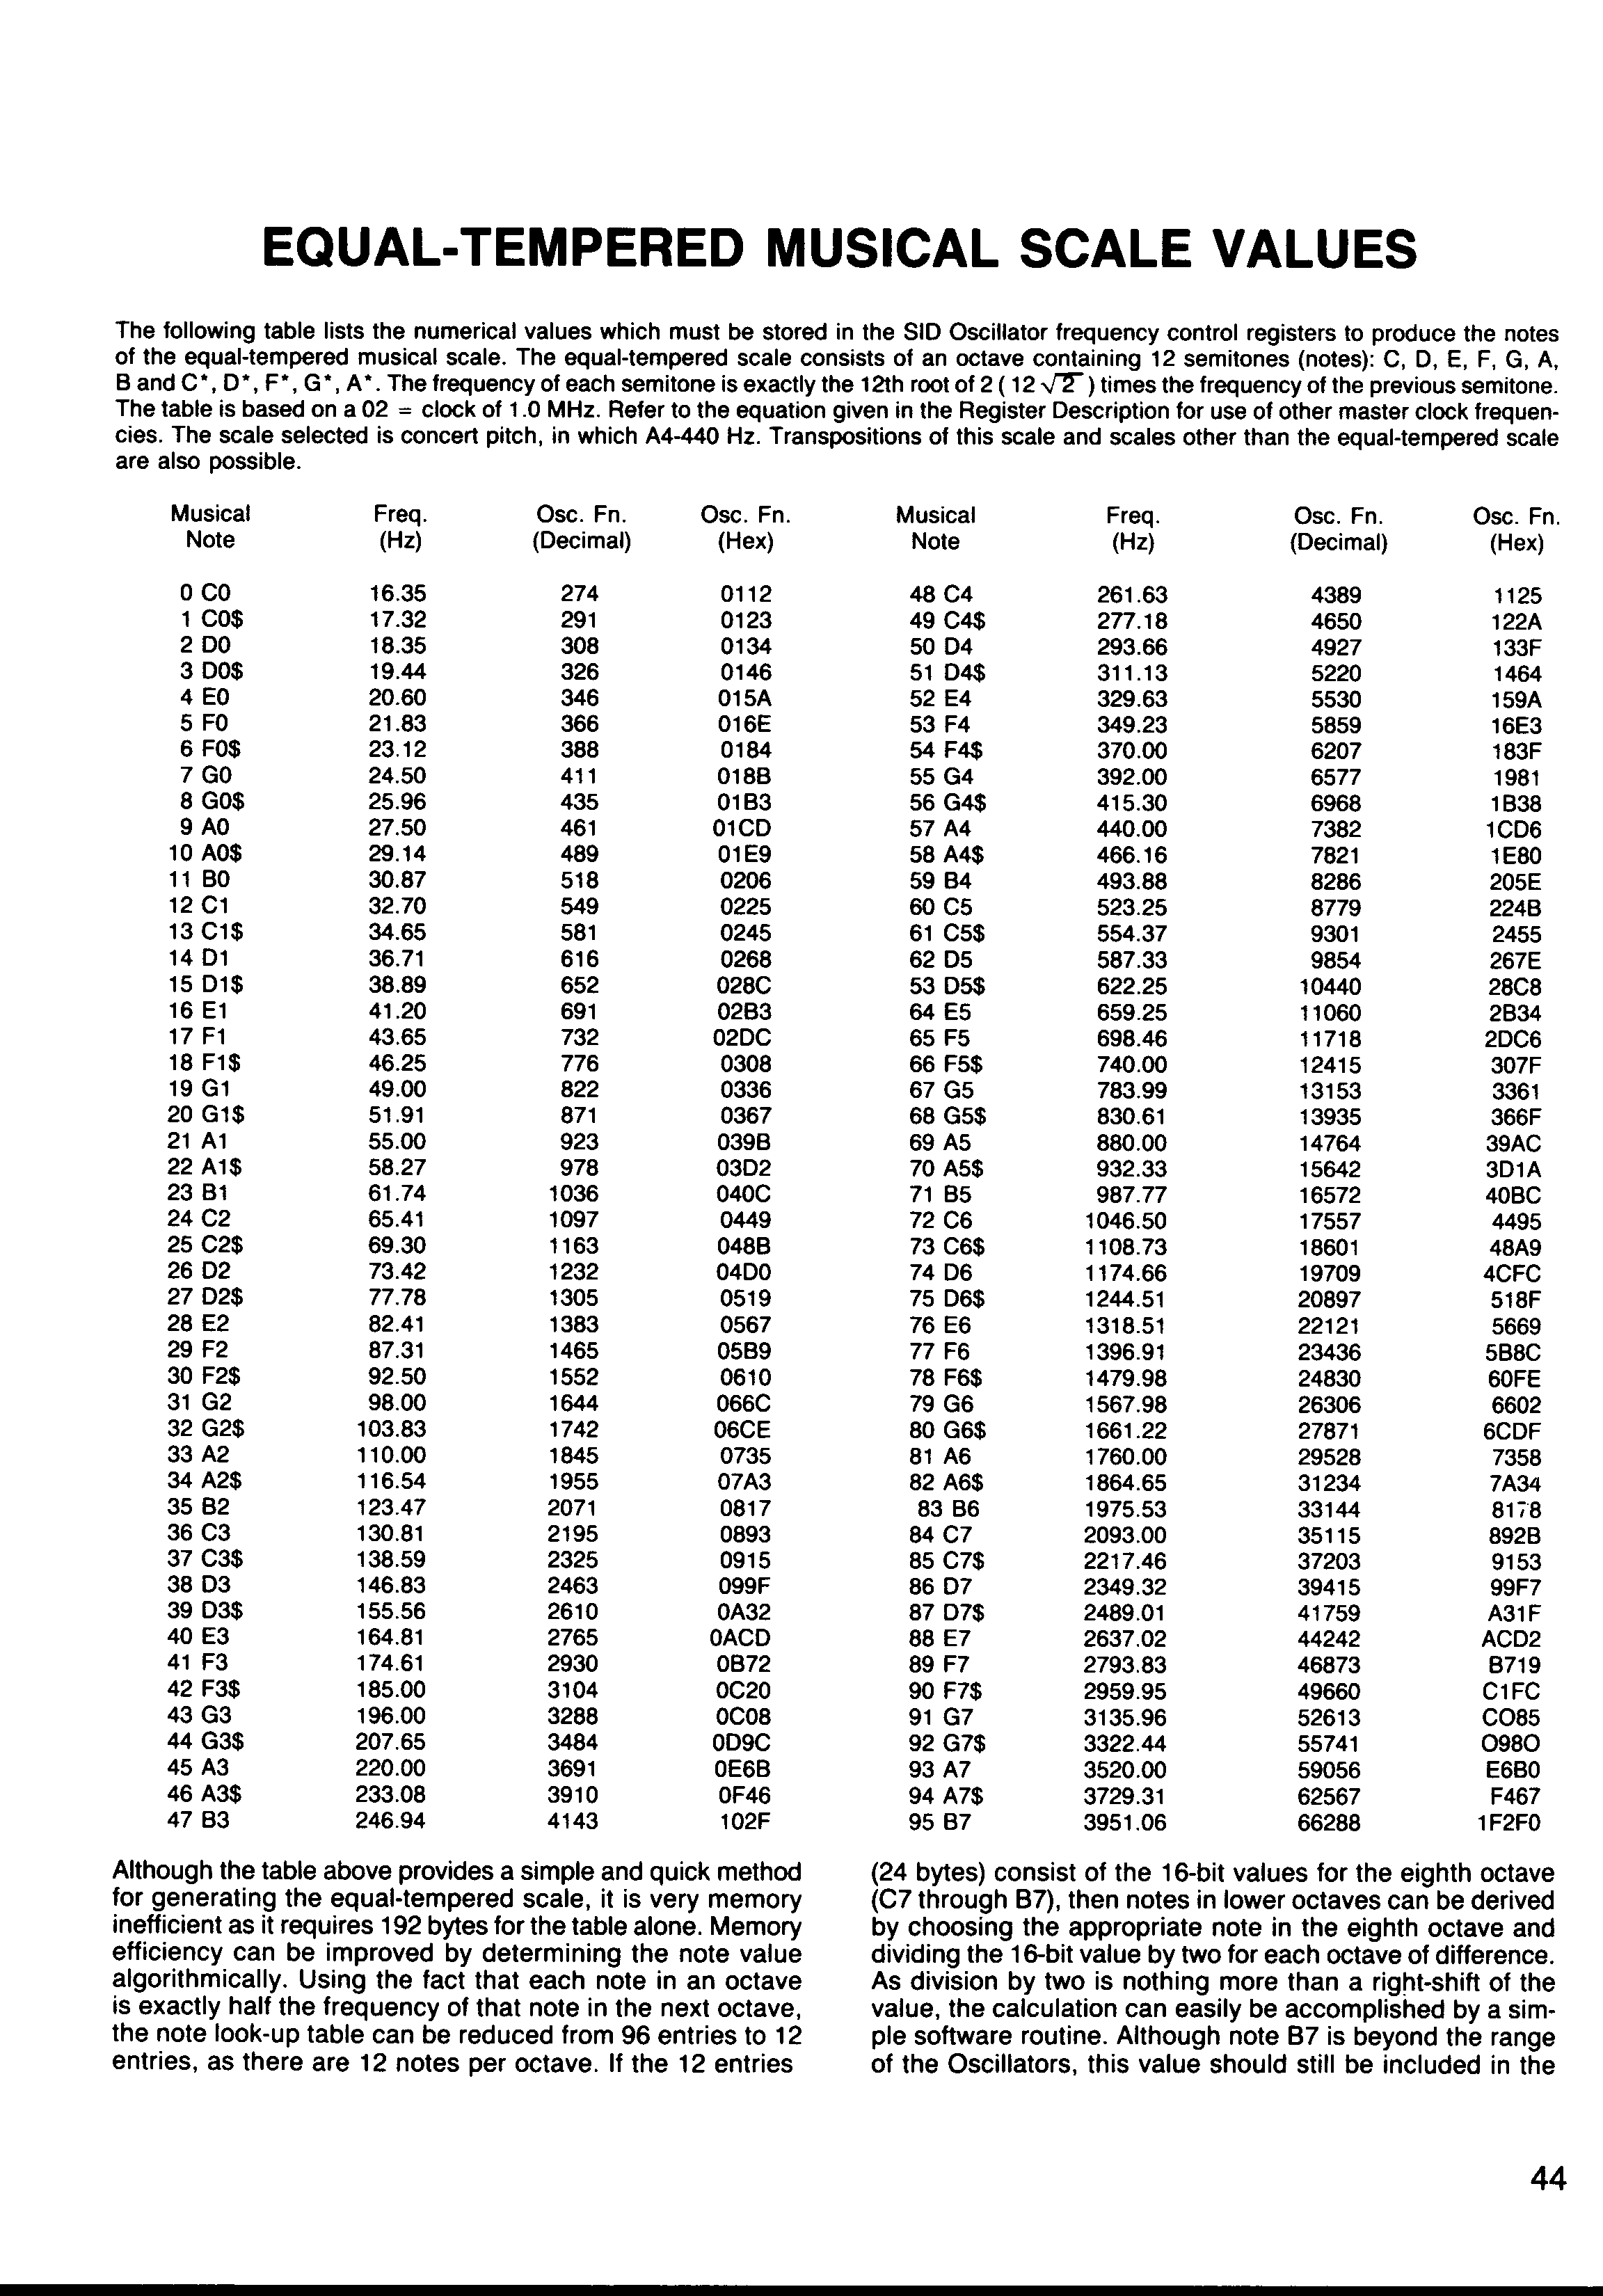 EQUAL-TEMPERED MUSICAL SCALE VALUES
The following table lists the numerical values which must be stored in the SID Oscillator frequency control registers to produce the notes
of the equal-tempered musical scale. The equal-tempered scale consists of an octave containing 12 semitones (notes): C, D, E, F, G, A,
B and C*, D*, F*, G*, A*. The frequency of each semitone is exactly the 12th root of 2 ( 12 √2 ) times the frequency of the previous semitone.
The table is based on a 02 = clock of 1.0 MHz. Refer to the equation given in the Register Description for use of other master clock frequen-
cies. The scale selected is concert pitch, in which A4-440 Hz. Transpositions of this scale and scales other than the equal-tempered scale
are also possible.
Musical Freq. Osc. Fn. Osc. Fn. Musical Freq. Osc. Fn. Osc. Fn.
Note (Hz) (Decimal) (Hex) Note (Hz) (Decimal) (Hex)
0 C0 16.35 274 0112 48 C4 261.63 4389 1125
1 C0$ 17.32 291 0123 49 C4$ 277.18 4650 122A
2 D0 18.35 308 0134 50 D4 293.66 4927 133F
3 D0$ 19.44 326 0146 51 D4$ 311.13 5220 1464
4 E0 20.60 346 015A 52 E4 329.63 5530 159A
5 F0 21.83 366 016E 53 F4 349.23 5859 16E3
6 F0$ 23.12 388 0184 54 F4$ 370.00 6207 183F
7 G0 24.50 411 018B 55 G4 392.00 6577 1981
8 G0$ 25.96 435 01B3 56 G4$ 415.30 6968 1B38
9 A0 27.50 461 01CD 57 A4 440.00 7382 1CD6
10 A0$ 29.14 489 01E9 58 A4$ 466.16 7821 1E80
11 B0 30.87 518 0206 59 B4 493.88 8286 205E
12 C1 32.70 549 0225 60 C5 523.25 8779 224B
13 C1$ 34.65 581 0245 61 C5$ 554.37 9301 2455
14 D1 36.71 616 0268 62 D5 587.33 9854 267E
15 D1$ 38.89 652 028C 53 D5$ 622.25 10440 28C8
16 E1 41.20 691 02B3 64 E5 659.25 11060 2B34
17 F1 43.65 732 02DC 65 F5 698.46 11718 2DC6
18 F1$ 46.25 776 0308 66 F5$ 740.00 12415 307F
19 G1 49.00 822 0336 67 G5 783.99 13153 3361
20 G1$ 51.91 871 0367 68 G5$ 830.61 13935 366F
21 A1 55.00 923 039B 69 A5 880.00 14764 39AC
22 A1$ 58.27 978 03D2 70 A5$ 932.33 15642 3D1A
23 B1 61.74 1036 040C 71 B5 987.77 16572 40BC
24 C2 65.41 1097 0449 72 C6 1046.50 17557 4495
25 C2$ 69.30 1163 048B 73 C6$ 1108.73 18601 48A9
26 D2 73.42 1232 04D0 74 D6 1174.66 19709 4CFC
27 D2$ 77.78 1305 0519 75 D6$ 1244.51 20897 518F
28 E2 82.41 1383 0567 76 E6 1318.51 22121 5669
29 F2 87.31 1465 05B9 77 F6 1396.91 23436 5B8C
30 F2$ 92.50 1552 0610 78 F6$ 1479.98 24830 60FE
31 G2 98.00 1644 066C 79 G6 1567.98 26306 6602
32 G2$ 103.83 1742 06CE 80 G6$ 1661.22 27871 6CDF
33 A2 110.00 1845 0735 81 A6 1760.00 29528 7358
34 A2$ 116.54 1955 07A3 82 A6$ 1864.65 31234 7A34
35 B2 123.47 2071 0817 83 B6 1975.53 33144 8178
36 C3 130.81 2195 0893 84 C7 2093.00 35115 892B
37 C3$ 138.59 2325 0915 85 C7$ 2217.46 37203 9153
38 D3 146.83 2463 099F 86 D7 2349.32 39415 99F7
39 D3$ 155.56 2610 0A32 87 D7$ 2489.01 41759 A31F
40 E3 164.81 2765 0ACD 88 E7 2637.02 44242 ACD2
41 F3 174.61 2930 0B72 89 F7 2793.83 46873 B719
42 F3$ 185.00 3104 0C20 90 F7$ 2959.95 49660 C1FC
43 G3 196.00 3288 0C08 91 G7 3135.96 52613 CO85
44 G3$ 207.65 3484 0D9C 92 G7$ 3322.44 55741 O98O
45 A3 220.00 3691 0E6B 93 A7 3520.00 59056 E6B0
46 A3$ 233.08 3910 0F46 94 A7$ 3729.31 62567 F467
47 B3 246.94 4143 102F 95 B7 3951.06 66288 1F2F0
Although the table above provides a simple and quick method
for generating the equal-tempered scale, it is very memory
inefficient as it requires 192 bytes for the table alone. Memory
efficiency can be improved by determining the note value
algorithmically. Using the fact that each note in an octave
is exactly half the frequency of that note in the next octave,
the note look-up table can be reduced from 96 entries to 12
entries, as there are 12 notes per octave. If the 12 entries
(24 bytes) consist of the 16-bit values for the eighth octave
(C7 through B7), then notes in lower octaves can be derived
by choosing the appropriate note in the eighth octave and
dividing the 16-bit value by two for each octave of difference.
As division by two is nothing more than a right-shift of the
value, the calculation can easily be accomplished by a sim-
ple software routine. Although note B7 is beyond the range
of the Oscillators, this value should still be included in the
44